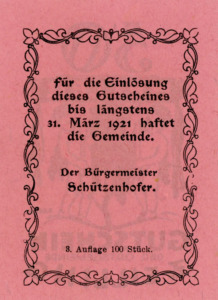 Für die Einlösung
dieses Gutscheines
bis längstens
31. März 1921 haftet
die Gemeinde.
Der Bürgermeister
Schützenhofer.
3. Auflage 100 Stück.